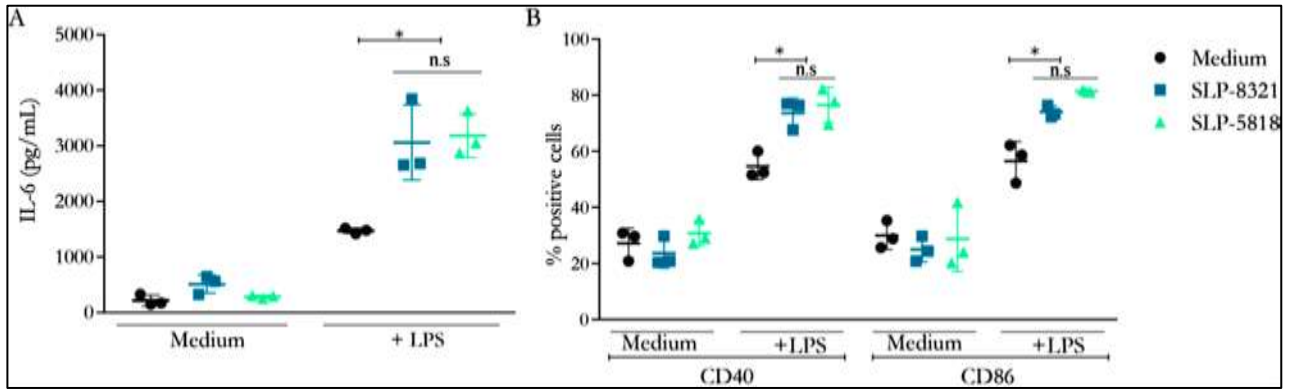 A
IL-6 (pg/mL)
5000
4000
3000
2000
1000
0
*
n.s
Medium
+ LPS
B
% positive cells
100
80
60
40
20
0
*
n.s
*
n.s
Medium
+LPS
Medium
+LPS
CD40
CD86
Medium
SLP-8321
SLP-5818